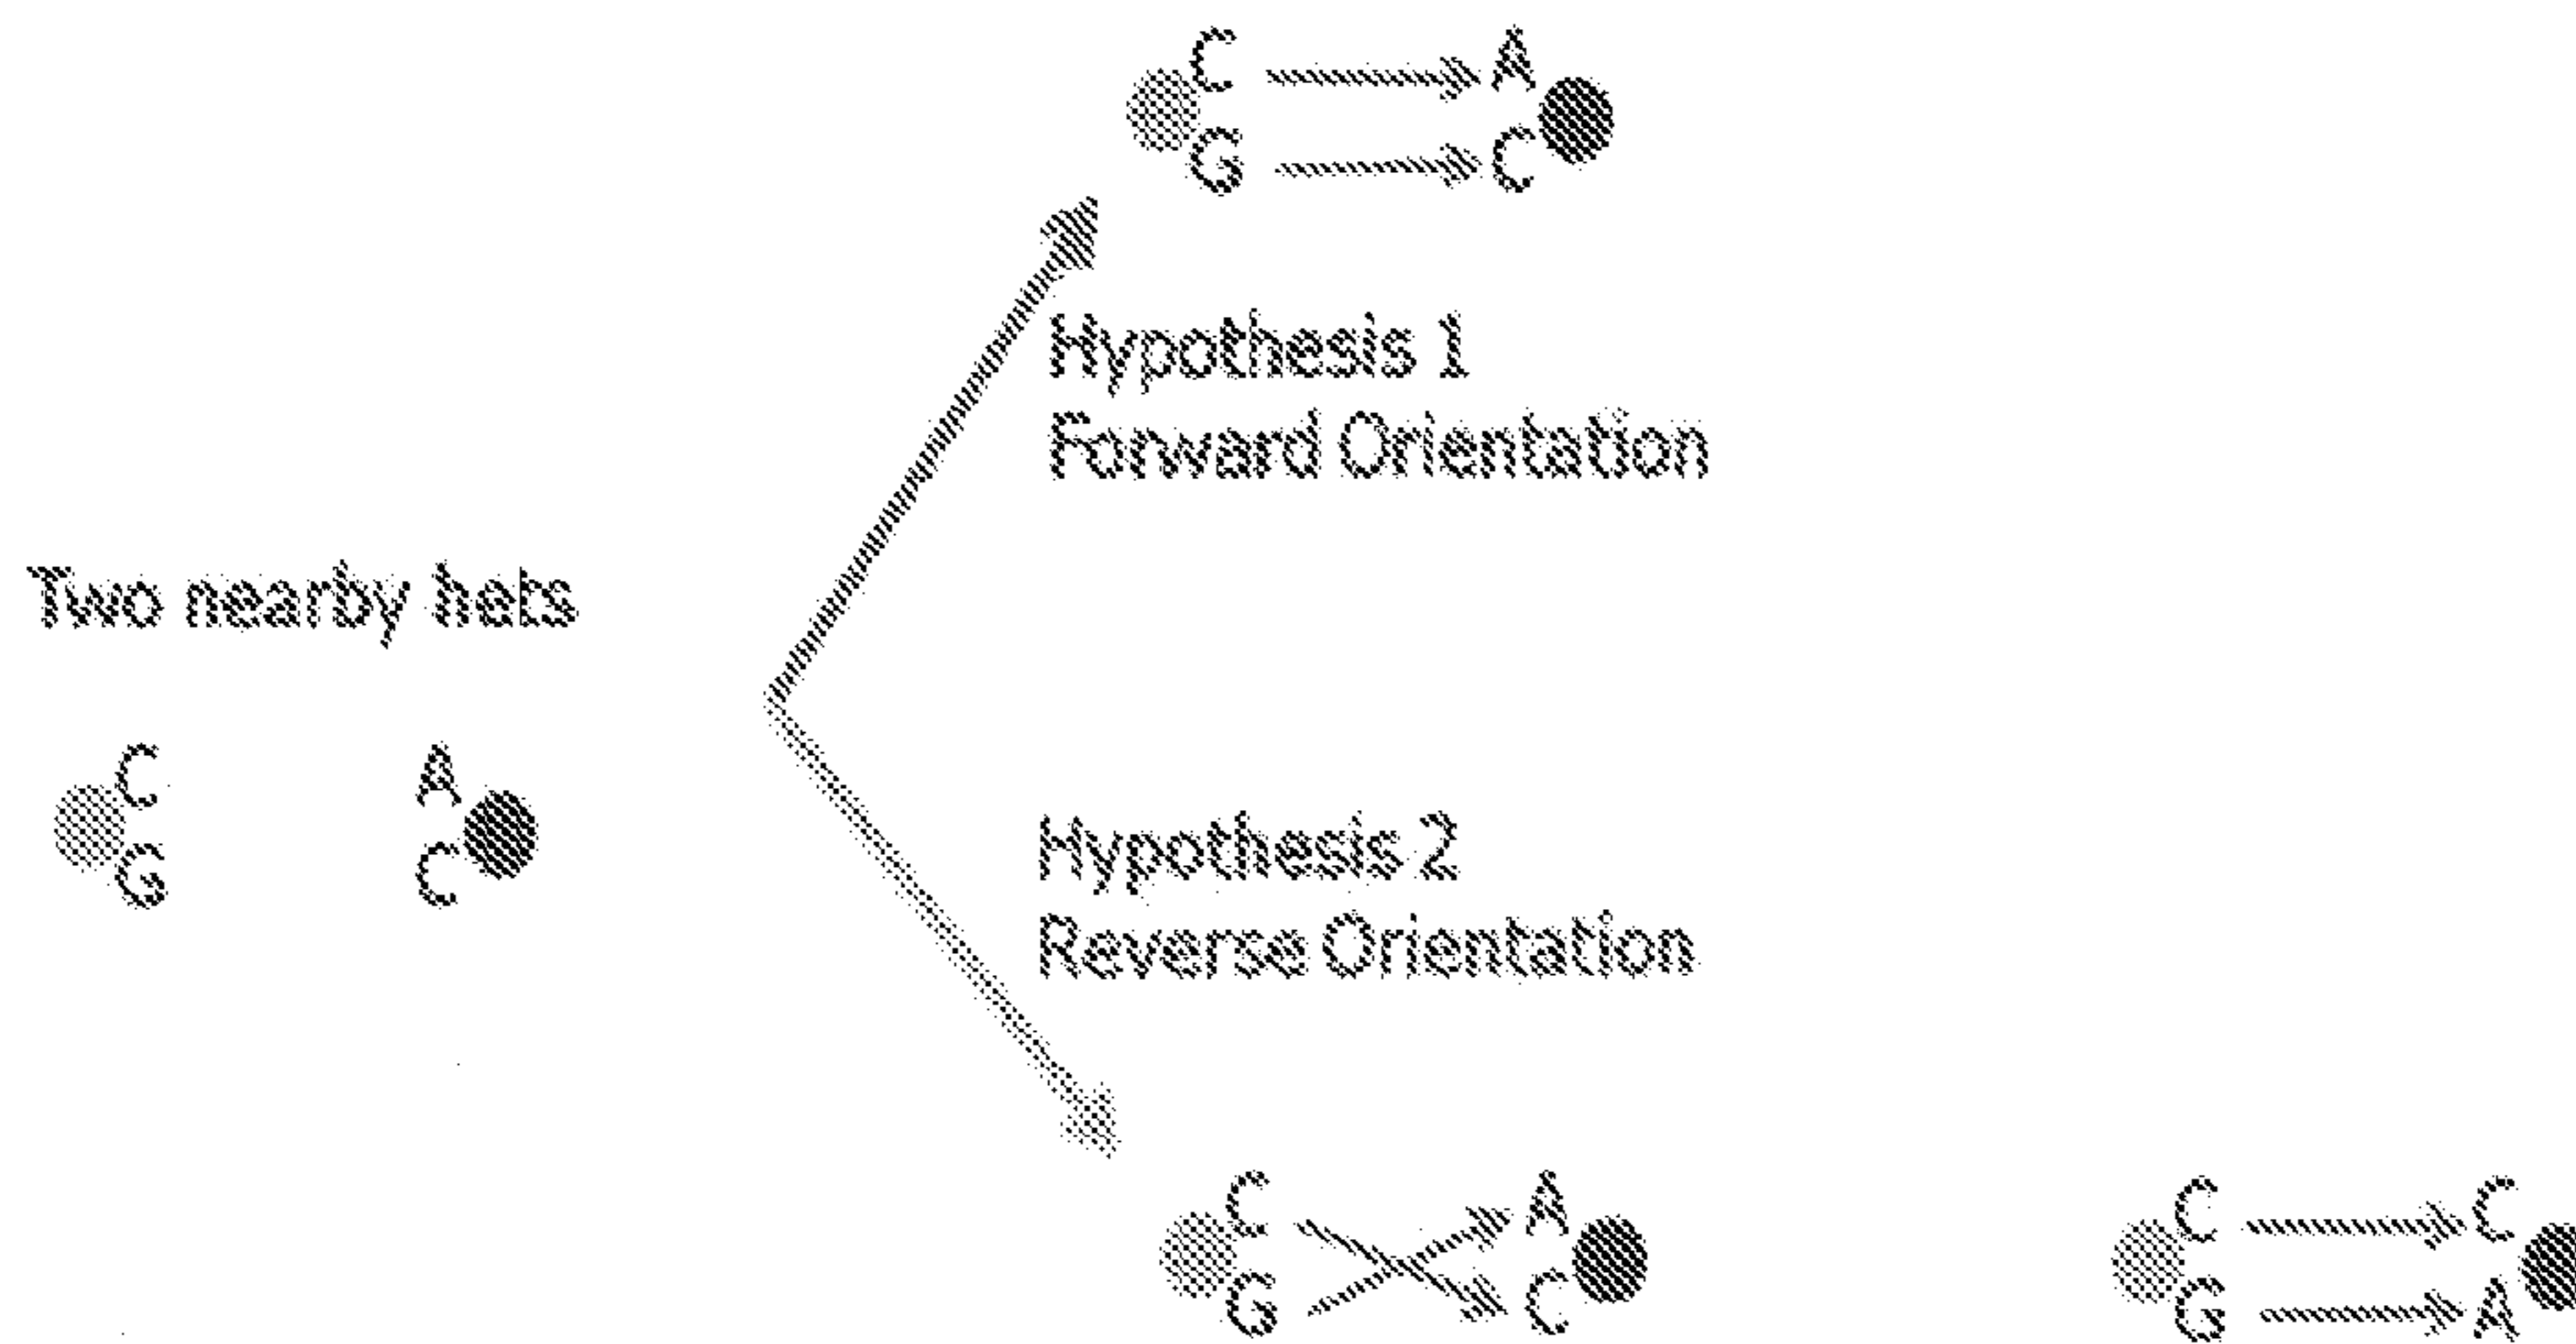 C A
G C
Hypothesis 1
Forward Orientation
Two nearby hets
C A
G C
Hypothesis 2
Reverse Orientation
C A C C
G C G A